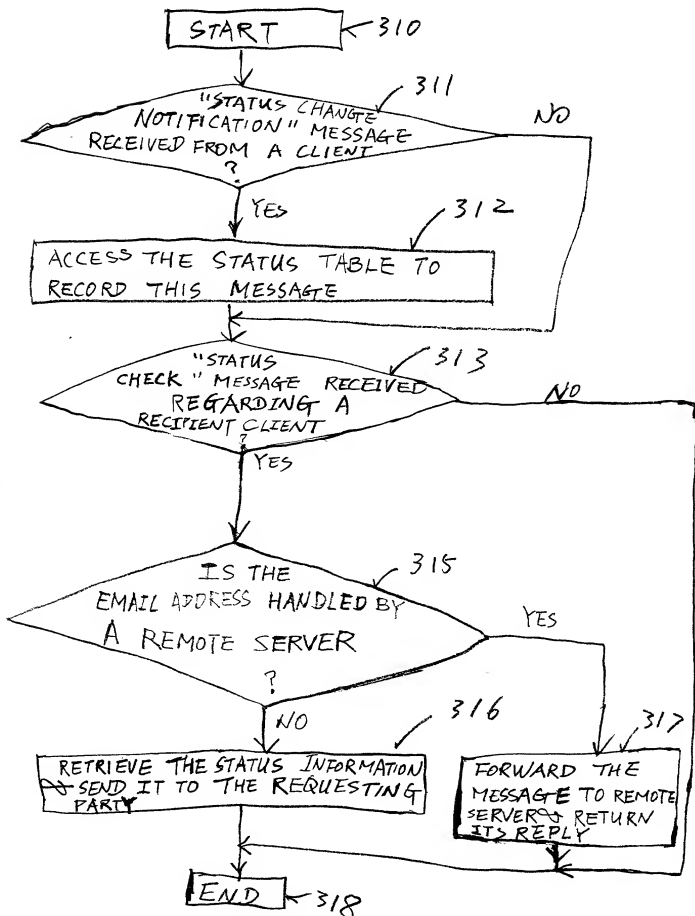 START
310
"STATUS CHANGE
311
NOTIFICATION" MESSAGE
RECEIVED FROM A CLIENT
?
NO
YES
312
ACCESS THE STATUS TABLE TO
RECORD THIS MESSAGE
"STATUS
313
CHECK" MESSAGE RECEIVED
REGARDING A
RECIPIENT CLIENT
?
NO
YES
IS THE
315
EMAIL ADDRESS HANDLED BY
A REMOTE SERVER
?
YES
NO
316
317
RETRIEVE THE STATUS INFORMATION
& SEND IT TO THE REQUESTING
PARTY
FORWARD THE
MESSAGE TO REMOTE
SERVER & RETURN
ITS REPLY
END
318